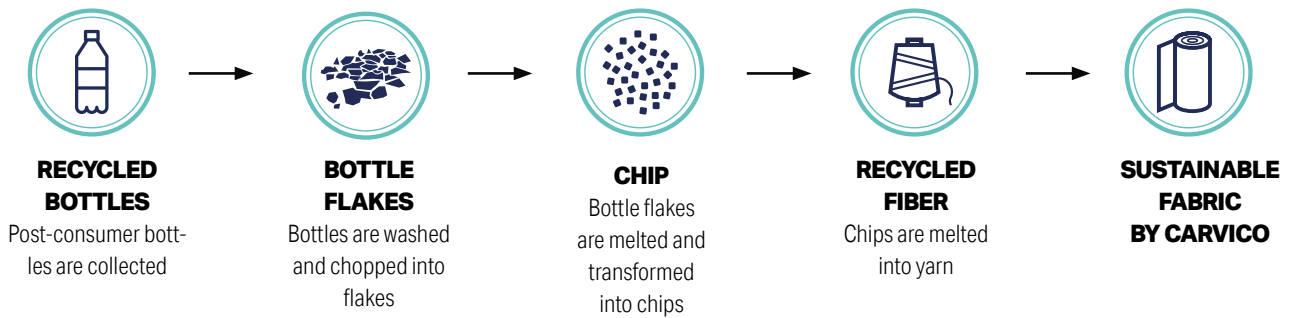 RECYCLED
BOTTLES
Post-consumer bott-
les are collected
BOTTLE
FLAKES
Bottles are washed
and chopped into
flakes
CHIP
Bottle flakes
are melted and
transformed
into chips
RECYCLED
FIBER
Chips are melted
into yarn
SUSTAINABLE
FABRIC
BY CARVICO